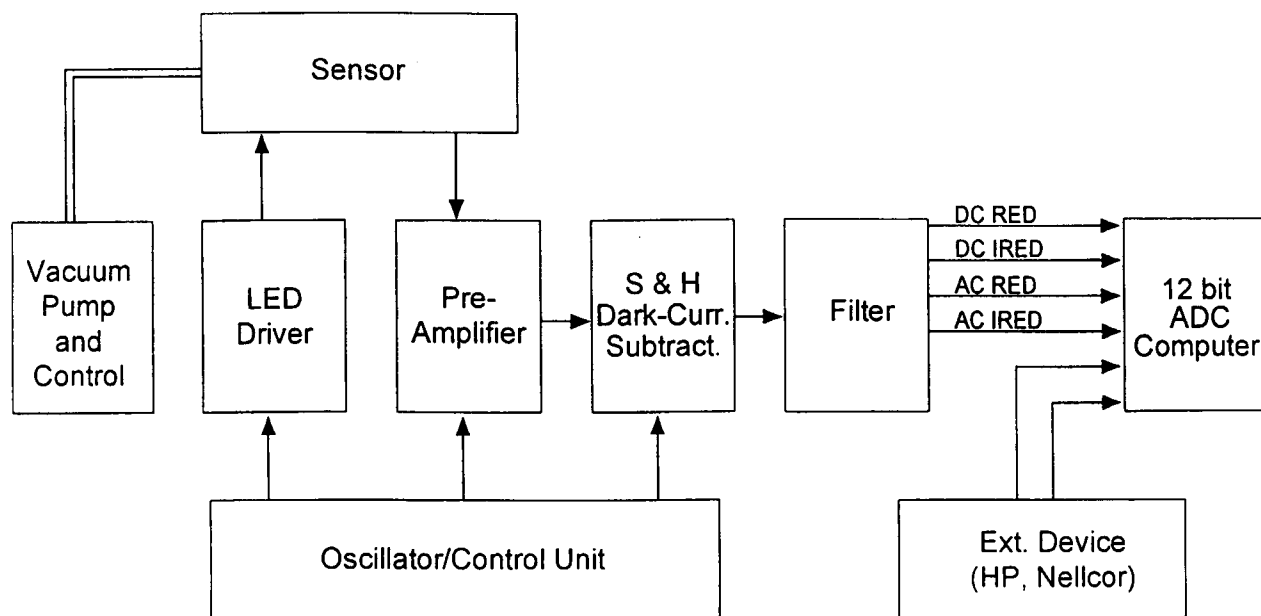 Sensor
Vacuum
Pump
and
Control
LED
Driver
Pre-
Amplifier
S & H
Dark-Curr.
Subtract.
Filter
DC RED
DC IRED
AC RED
AC IRED
12 bit
ADC
Computer
Oscillator/Control Unit
Ext. Device
(HP, Nellcor)